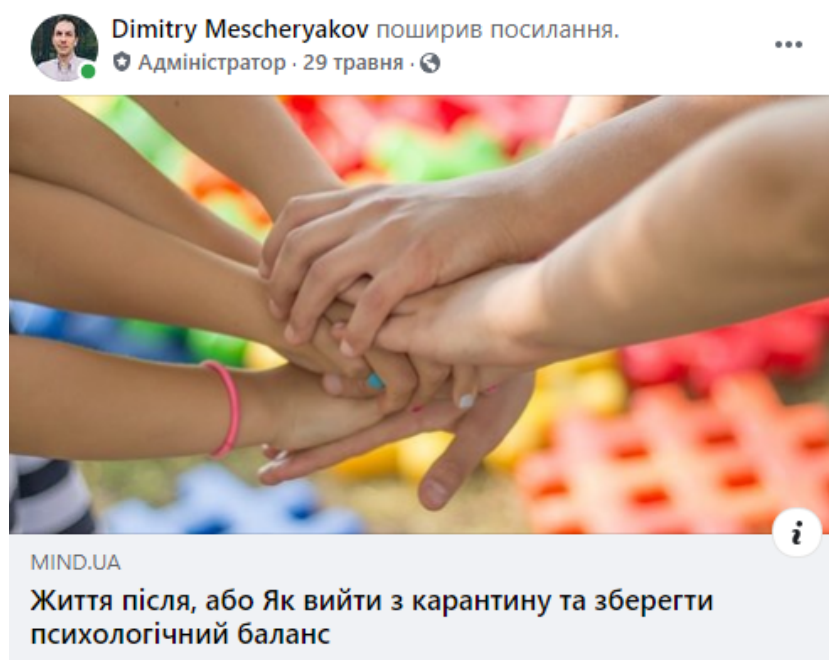 Dimitry Mescheryakov поширив посилання.
Адміністратор · 29 травня ·
MIND.UA
Життя після, або Як вийти з карантину та зберегти
психологічний баланс